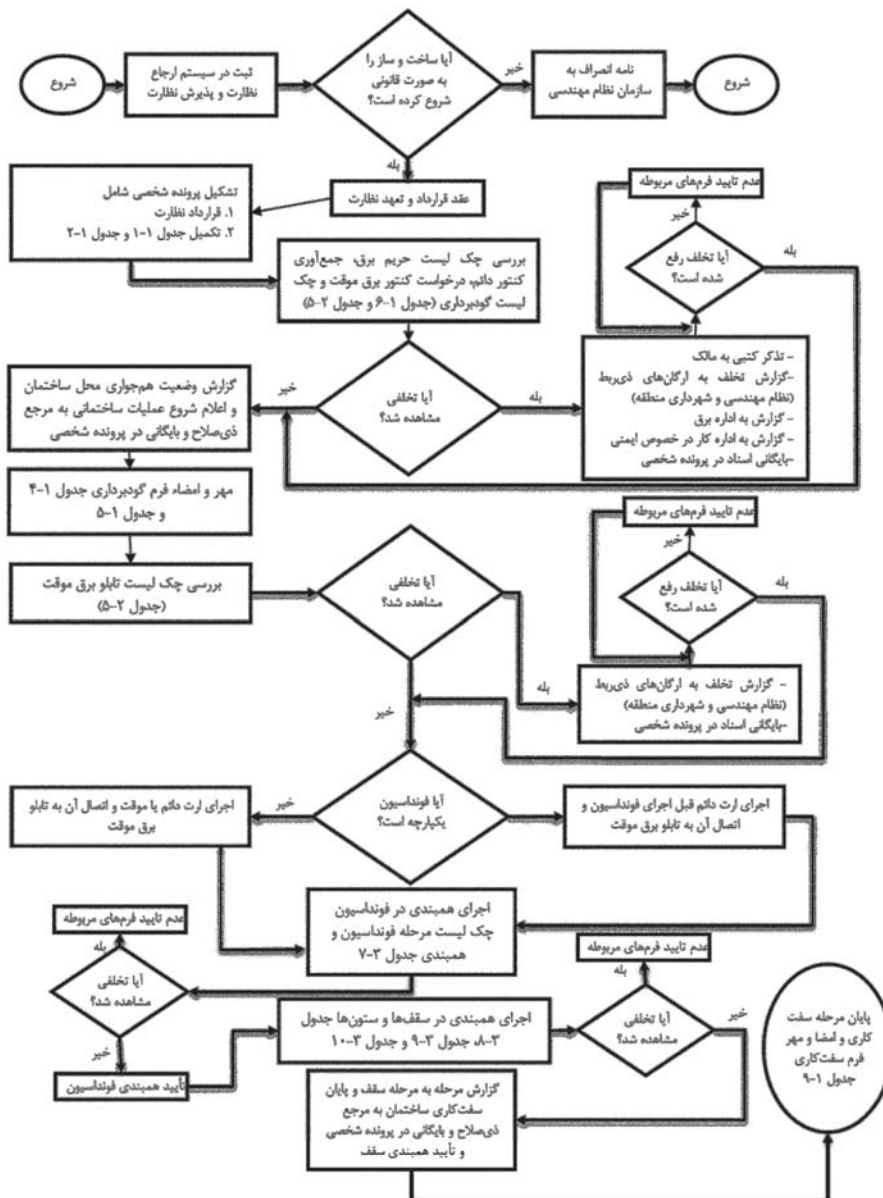 شروع
ثبت در سیستم ارجاع
نظارت و پذیرش نظارت
آیا ساخت و ساز را
به صورت قانونی
شروع کرده است؟
خیر
نامه انصراف به
سازمان نظام مهندسی
شروع
بله
عقد قرارداد و تعهد نظارت
تشکیل پرونده شخصی شامل
۱. قرارداد نظارت
۲. تکمیل جدول ۱-۱ و جدول ۱-۲
بررسی چک لیست حریم برق، جمع‌آوری
کنتور دائم، درخواست کنتور برق موقت و چک
لیست گودبرداری (جدول ۱-۶ و جدول ۲-۵)
عدم تایید فرم‌های مربوطه
خیر
آیا تخلف رفع
شده است؟
بله
آیا تخلفی
مشاهده شد؟
بله
- تذکر کتبی به مالک
-گزارش تخلف به ارگان‌های ذی‌ربط
(نظام مهندسی و شهرداری منطقه)
- گزارش به اداره برق
- گزارش به اداره کار در خصوص ایمنی
-بایگانی اسناد در پرونده شخصی
خیر
گزارش وضعیت هم‌جواری محل ساختمان
و اعلام شروع عملیات ساختمانی به مرجع
ذی‌صلاح و بایگانی در پرونده شخصی
مهر و امضاء فرم گودبرداری جدول ۱-۴
و جدول ۱-۵
بررسی چک لیست تابلو برق موقت
(جدول ۲-۵)
آیا تخلفی
مشاهده شد؟
عدم تایید فرم‌های مربوطه
خیر
آیا تخلف رفع
شده است؟
بله
بله
- گزارش تخلف به ارگان‌های ذی‌ربط
(نظام مهندسی و شهرداری منطقه)
-بایگانی اسناد در پرونده شخصی
خیر
آیا فونداسیون
یکپارچه است؟
خیر
اجرای ارت دائم یا موقت و اتصال آن به تابلو
برق موقت
اجرای ارت دائم قبل اجرای فونداسیون و
اتصال آن به تابلو برق موقت
اجرای همبندی در فونداسیون
چک لیست مرحله فونداسیون و
همبندی جدول ۳-۷
عدم تایید فرم‌های مربوطه
بله
آیا تخلفی
مشاهده شد؟
خیر
تأیید همبندی فونداسیون
اجرای همبندی در سقف‌ها و ستون‌ها جدول
۳-۸، جدول ۳-۹ و جدول ۳-۱۰
عدم تایید فرم‌های مربوطه
بله
آیا تخلفی
مشاهده شد؟
خیر
گزارش مرحله به مرحله سقف و پایان
سفت‌کاری ساختمان به مرجع
ذی‌صلاح و بایگانی در پرونده شخصی
و تأیید همبندی سقف
پایان مرحله سفت
کاری و امضا و مهر
فرم سفت‌کاری
جدول ۱-۹